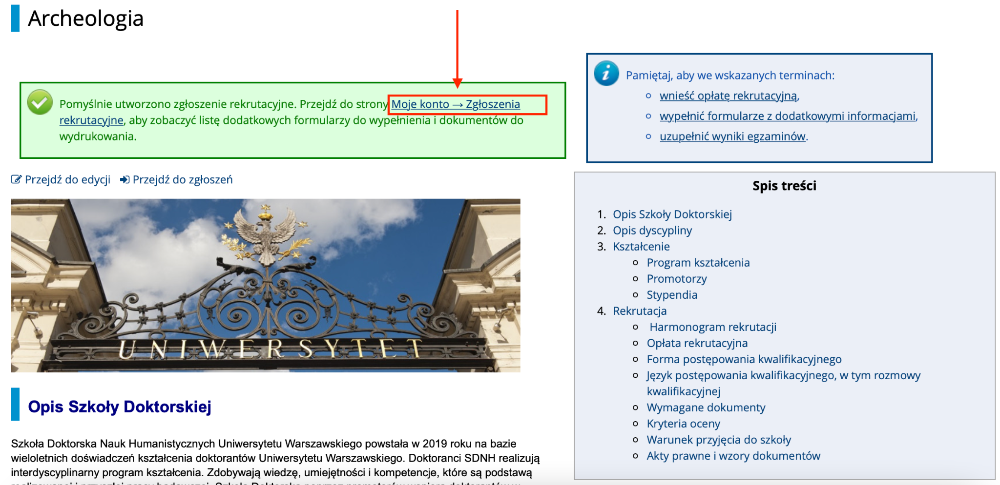 Archeologia
Pomyślnie utworzono zgłoszenie rekrutacyjne. Przejdź do strony Moje konto → Zgłoszenia
rekrutacyjne, aby zobaczyć listę dodatkowych formularzy do wypełnienia i dokumentów do
wydrukowania.
Pamiętaj, aby we wskazanych terminach:
wnieść opłatę rekrutacyjną,
wypełnić formularze z dodatkowymi informacjami,
uzupełnić wyniki egzaminów.
Przejdź do edycji Przejdź do zgłoszeń
UNIWERSYTET
Opis Szkoły Doktorskiej
Szkoła Doktorska Nauk Humanistycznych Uniwersytetu Warszawskiego powstała w 2019 roku na bazie
wieloletnich doświadczeń kształcenia doktorantów Uniwersytetu Warszawskiego. Doktoranci SDNH realizują
interdyscyplinarny program kształcenia. Zdobywają wiedzę, umiejętności i kompetencje, które są podstawą
Spis treści
1. Opis Szkoły Doktorskiej
2. Opis dyscypliny
3. Kształcenie
Program kształcenia
Promotorzy
Stypendia
4. Rekrutacja
Harmonogram rekrutacji
Opłata rekrutacyjna
Forma postępowania kwalifikacyjnego
Język postępowania kwalifikacyjnego, w tym rozmowy
kwalifikacyjnej
Wymagane dokumenty
Kryteria oceny
Warunek przyjęcia do szkoły
Akty prawne i wzory dokumentów